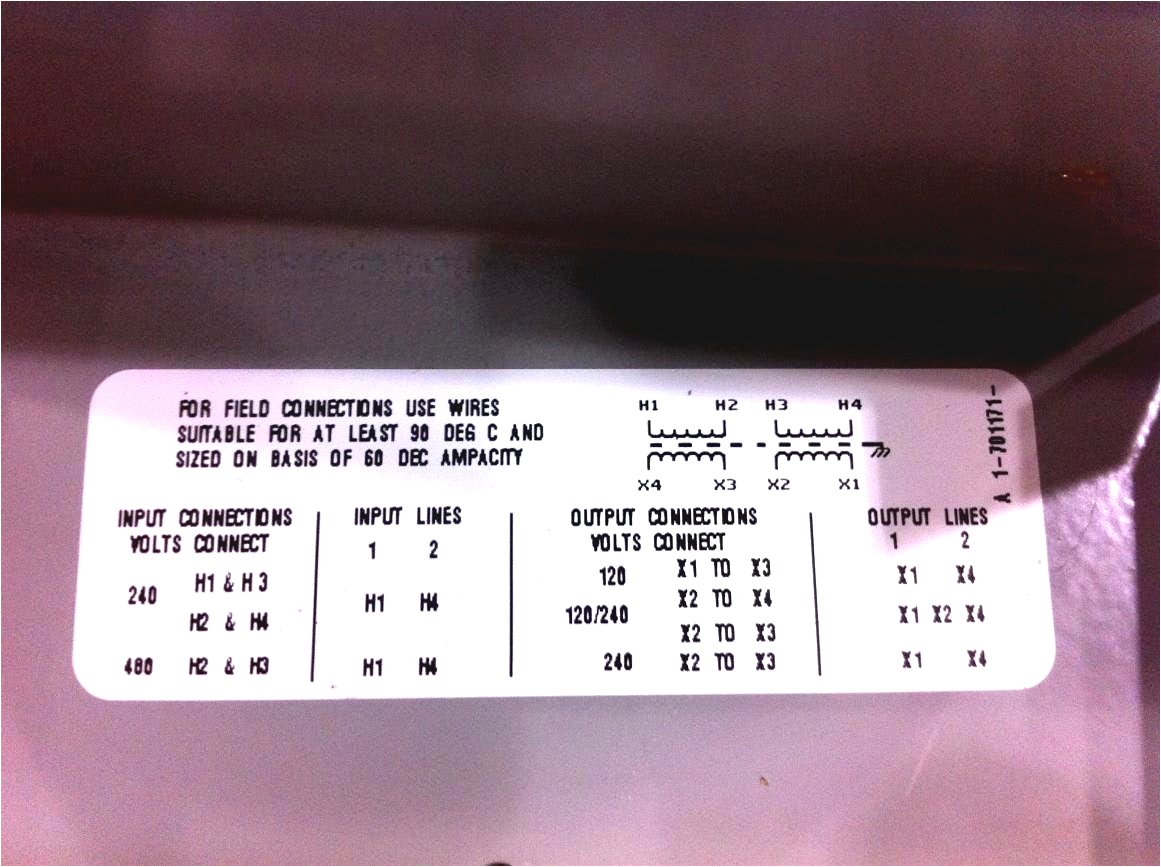 FOR FIELD CONNECTIONS USE WIRES
SUITABLE FOR AT LEAST 90 DEG C AND
SIZED ON BASIS OF 60 DEC AMPACITY
H1 H2 H3 H4
X4 X3 X2 X1
A 1-701171-
INPUT CONNECTIONS
VOLTS CONNECT
240 H1 & H3
H2 & H4
480 H2 & H3
INPUT LINES
1 2
H1 H4
H1 H4
OUTPUT CONNECTIONS
VOLTS CONNECT
120 X1 TO X3
X2 TO X4
120/240 X2 TO X3
240 X2 TO X3
OUTPUT LINES
1 2
X1 X4
X1 X2 X4
X1 X4